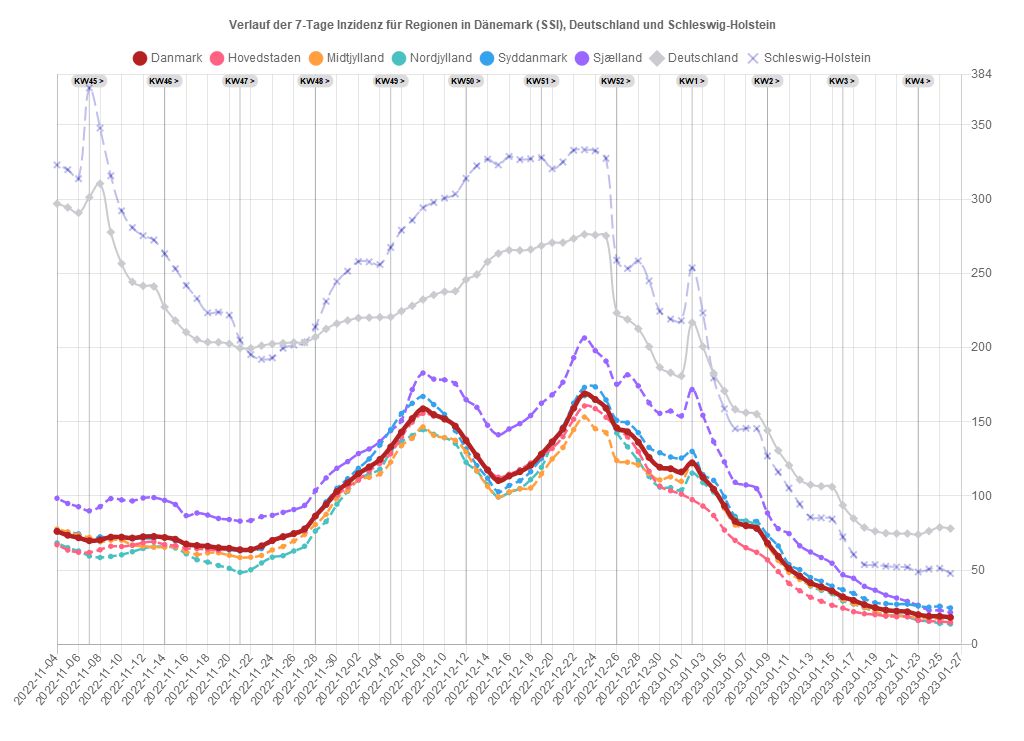 Verlauf der 7-Tage Inzidenz für Regionen in Dänemark (SSI), Deutschland und Schleswig-Holstein
Danmark Hovedstaden Midtjylland Nordjylland Syddanmark Sjælland Deutschland Schleswig-Holstein
KW45 > KW46 > KW47 > KW48 > KW49 > KW50 > KW51 > KW52 > KW1 > KW2 > KW3 > KW4 >
384
350
300
250
200
150
100
50
0
2022-11-04 2022-11-06 2022-11-08 2022-11-10 2022-11-12 2022-11-14 2022-11-16 2022-11-18 2022-11-20 2022-11-22 2022-11-24 2022-11-26 2022-11-28 2022-11-30 2022-12-02 2022-12-04 2022-12-06 2022-12-08 2022-12-10 2022-12-12 2022-12-14 2022-12-16 2022-12-18 2022-12-20 2022-12-22 2022-12-24 2022-12-26 2022-12-28 2022-12-30 2023-01-01 2023-01-03 2023-01-05 2023-01-07 2023-01-09 2023-01-11 2023-01-13 2023-01-15 2023-01-17 2023-01-19 2023-01-21 2023-01-23 2023-01-25 2023-01-27